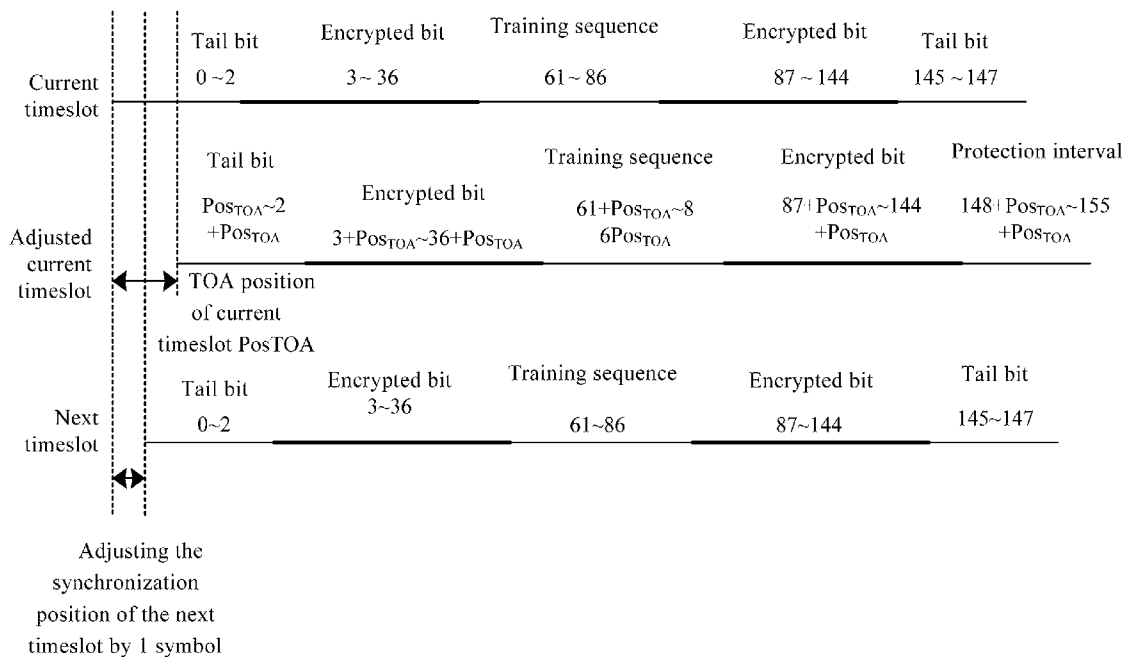 Tail bit
Encrypted bit
Training sequence
Encrypted bit
Tail bit
Current
timeslot
0~2
3~36
61~86
87~144
145~147
Tail bit
Encrypted bit
Training sequence
Encrypted bit
Protection interval
Adjusted
current
timeslot
PosTOA~2
+PosTOA
3+PosTOA~36+PosTOA
61+PosTOA~8
6PosTOA
87+PosTOA~144
+PosTOA
148+PosTOA~155
+PosTOA
TOA position
of current
timeslot PosTOA
Tail bit
Encrypted bit
Training sequence
Encrypted bit
Tail bit
Next
timeslot
0~2
3~36
61~86
87~144
145~147
Adjusting the
synchronization
position of the next
timeslot by 1 symbol